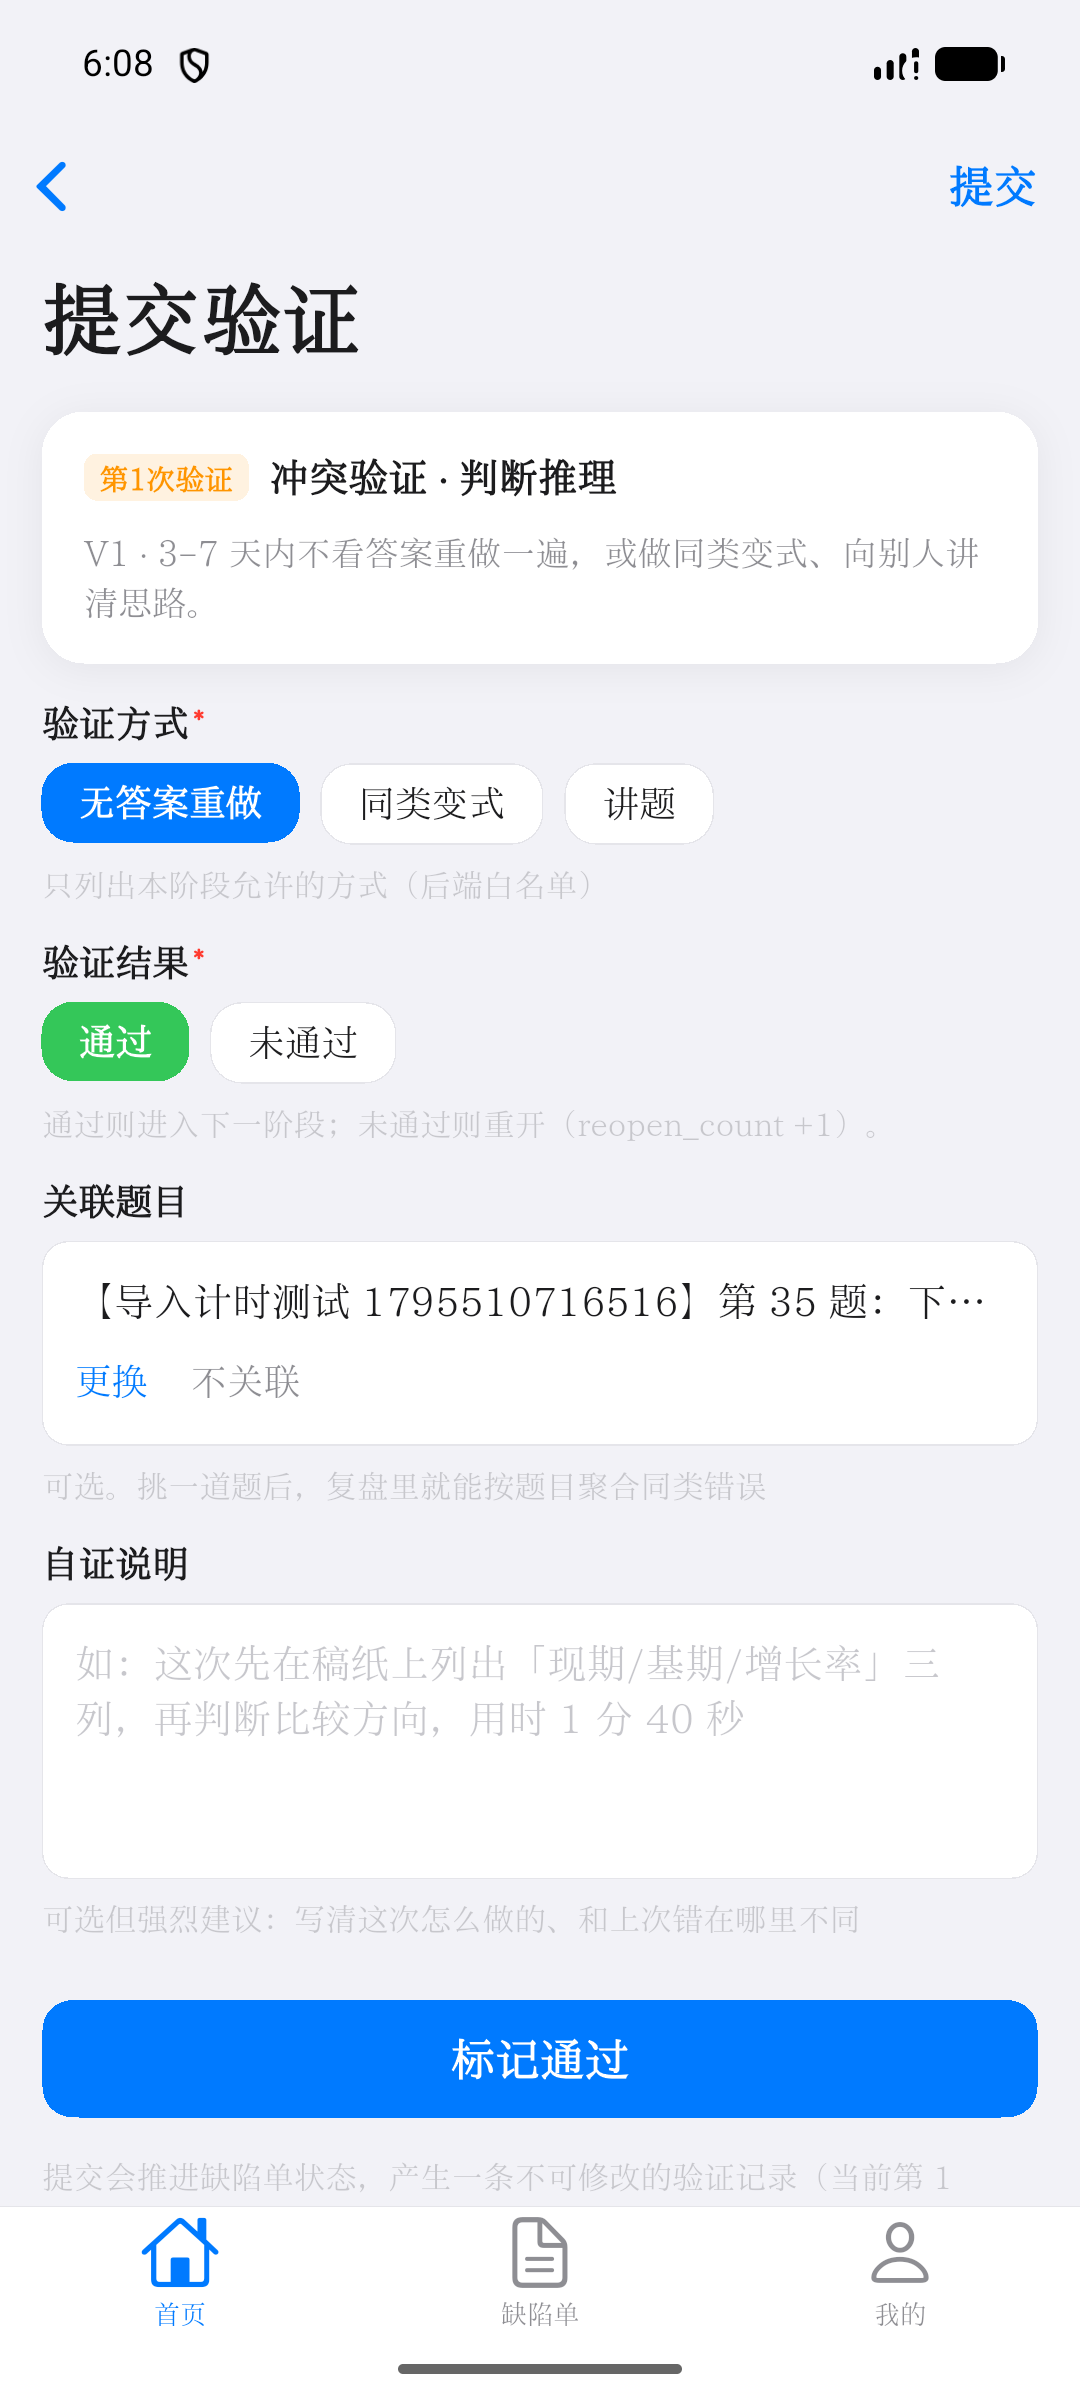 6:08
提交
提交验证
第1次验证 冲突验证 · 判断推理
V1 · 3-7 天内不看答案重做一遍，或做同类变式、向别人讲
清思路。
验证方式*
无答案重做 同类变式 讲题
只列出本阶段允许的方式（后端白名单）
验证结果*
通过 未通过
通过则进入下一阶段；未通过则重开（reopen_count +1）。
关联题目
【导入计时测试 1795510716516】第 35 题：下…
更换 不关联
可选。挑一道题后，复盘里就能按题目聚合同类错误
自证说明
如：这次先在稿纸上列出「现期/基期/增长率」三
列，再判断比较方向，用时 1 分 40 秒
可选但强烈建议：写清这次怎么做的、和上次错在哪里不同
标记通过
提交会推进缺陷单状态，产生一条不可修改的验证记录（当前第 1
首页 缺陷单 我的